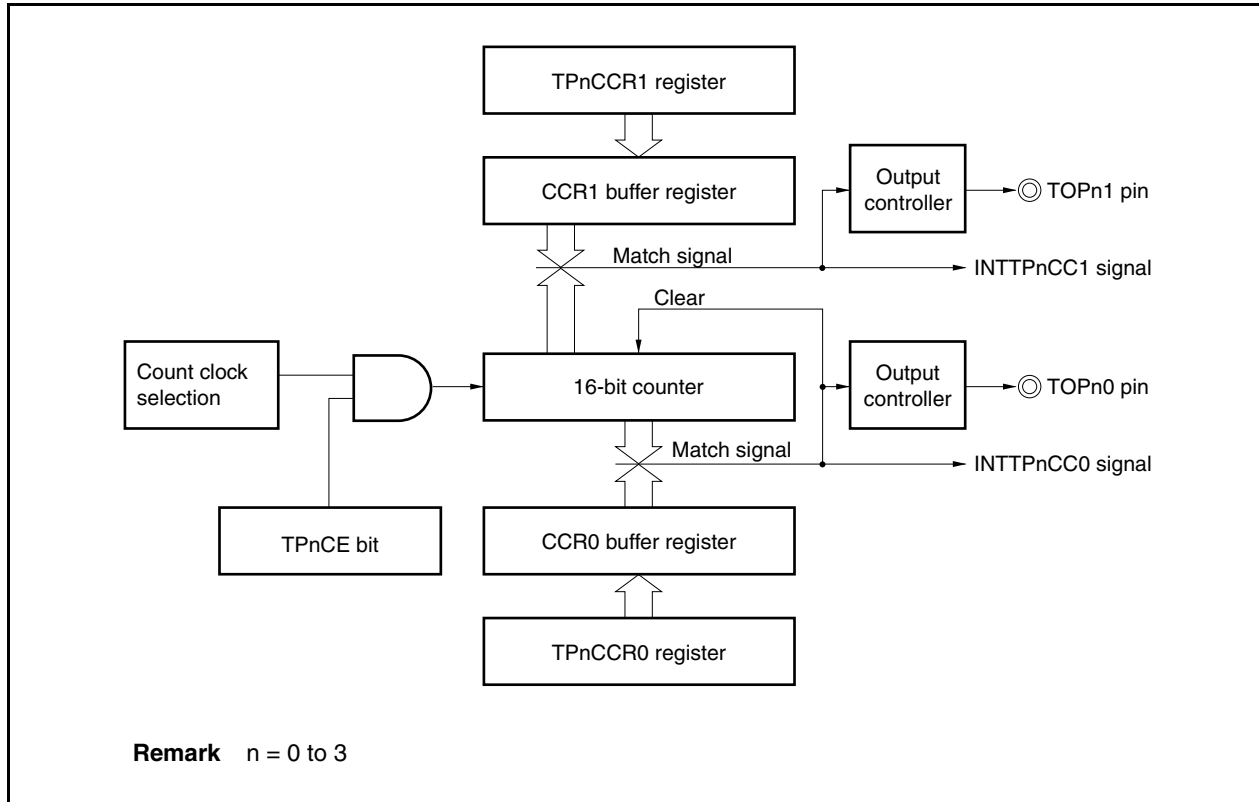 TPnCCR1 register
CCR1 buffer register
Output
controller
TOPn1 pin
Match signal
INTTPnCC1 signal
Clear
Count clock
selection
16-bit counter
Output
controller
TOPn0 pin
Match signal
INTTPnCC0 signal
TPnCE bit
CCR0 buffer register
TPnCCR0 register
Remark n = 0 to 3